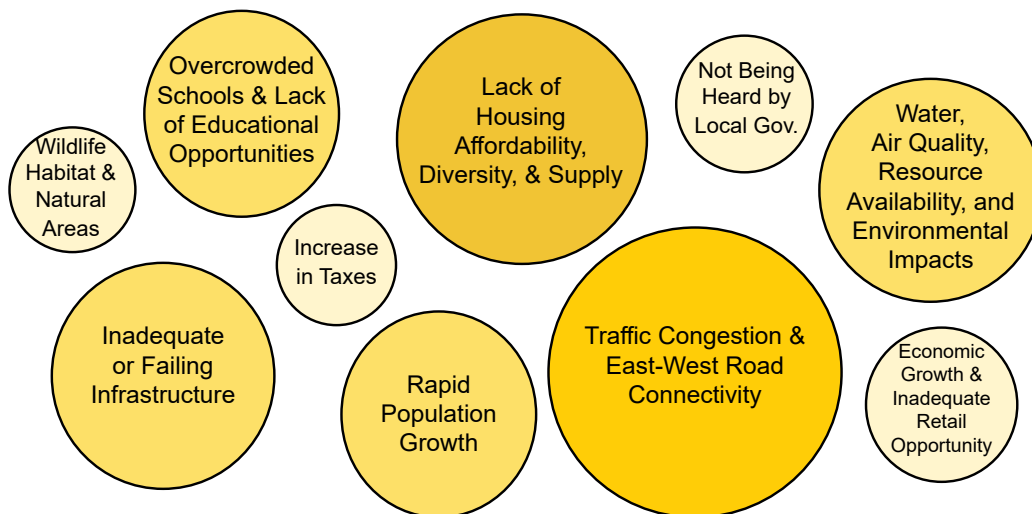 Overcrowded
Schools & Lack
of Educational
Opportunities
Lack of
Housing
Affordability,
Diversity, & Supply
Not Being
Heard by
Local Gov.
Water,
Air Quality,
Resource
Availability, and
Environmental
Impacts
Wildlife
Habitat &
Natural
Areas
Increase
in Taxes
Inadequate
or Failing
Infrastructure
Rapid
Population
Growth
Traffic Congestion &
East-West Road
Connectivity
Economic
Growth &
Inadequate
Retail
Opportunity